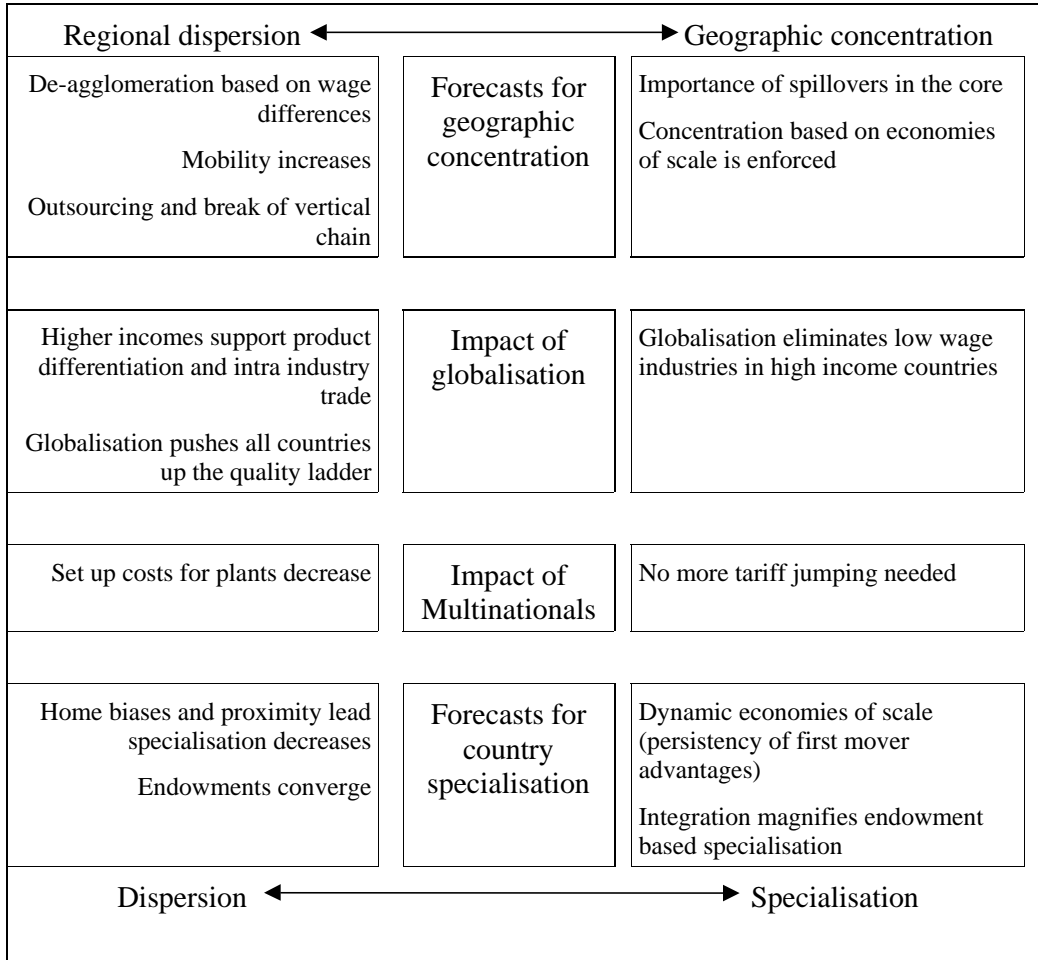 Regional dispersion
Geographic concentration
De-agglomeration based on wage
differences
Mobility increases
Outsourcing and break of vertical
chain
Forecasts for
geographic
concentration
Importance of spillovers in the core
Concentration based on economies
of scale is enforced
Higher incomes support product
differentiation and intra industry
trade
Globalisation pushes all countries
up the quality ladder
Impact of
globalisation
Globalisation eliminates low wage
industries in high income countries
Set up costs for plants decrease
Impact of
Multinationals
No more tariff jumping needed
Home biases and proximity lead
specialisation decreases
Endowments converge
Forecasts for
country
specialisation
Dynamic economies of scale
(persistency of first mover
advantages)
Integration magnifies endowment
based specialisation
Dispersion
Specialisation